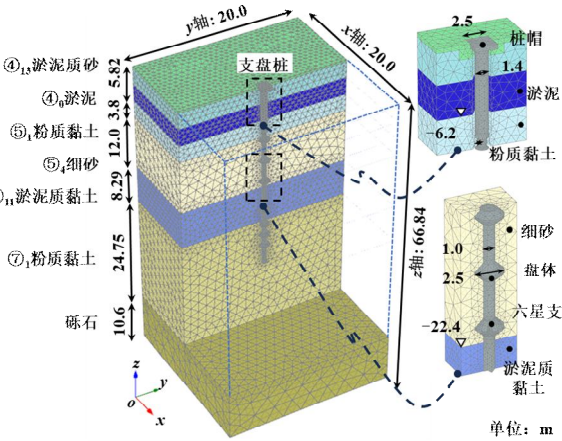 y轴: 20.0
x轴: 20.0
z轴: 66.84
④₁₃淤泥质砂
④₉淤泥
⑤₁粉质黏土
⑤₄细砂
₁₁淤泥质黏土
⑦₁粉质黏土
砾石
5.82
3.8
12.0
8.29
24.75
10.6
支盘桩
z
y
o
x
2.5
桩帽
1.4
淤泥
−6.2
粉质黏土
细砂
1.0
盘体
2.5
六星支
−22.4
淤泥质
黏土
单位: m